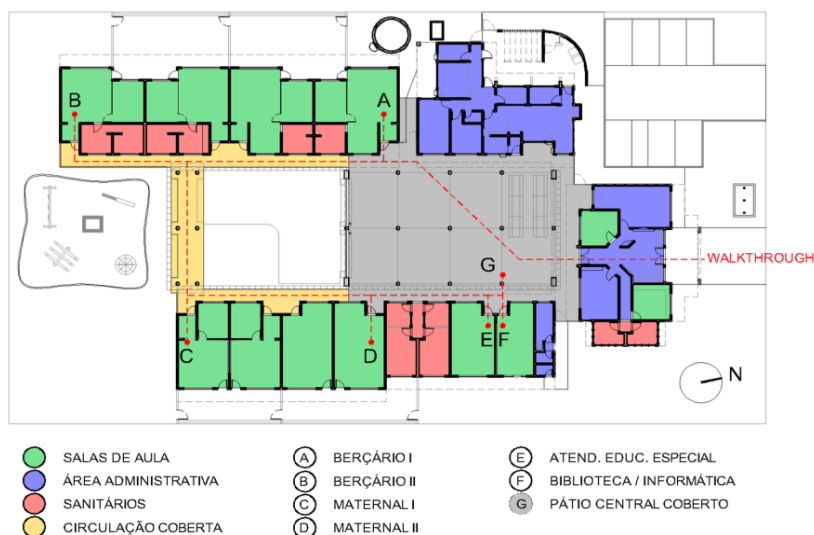 B
A
G
WALKTHROUGH
C
D
E
F
N
SALAS DE AULA
ÁREA ADMINISTRATIVA
SANITÁRIOS
CIRCULAÇÃO COBERTA
A BERÇÁRIO I
B BERÇÁRIO II
C MATERNAL I
D MATERNAL II
E ATEND. EDUC. ESPECIAL
F BIBLIOTECA / INFORMÁTICA
G PÁTIO CENTRAL COBERTO